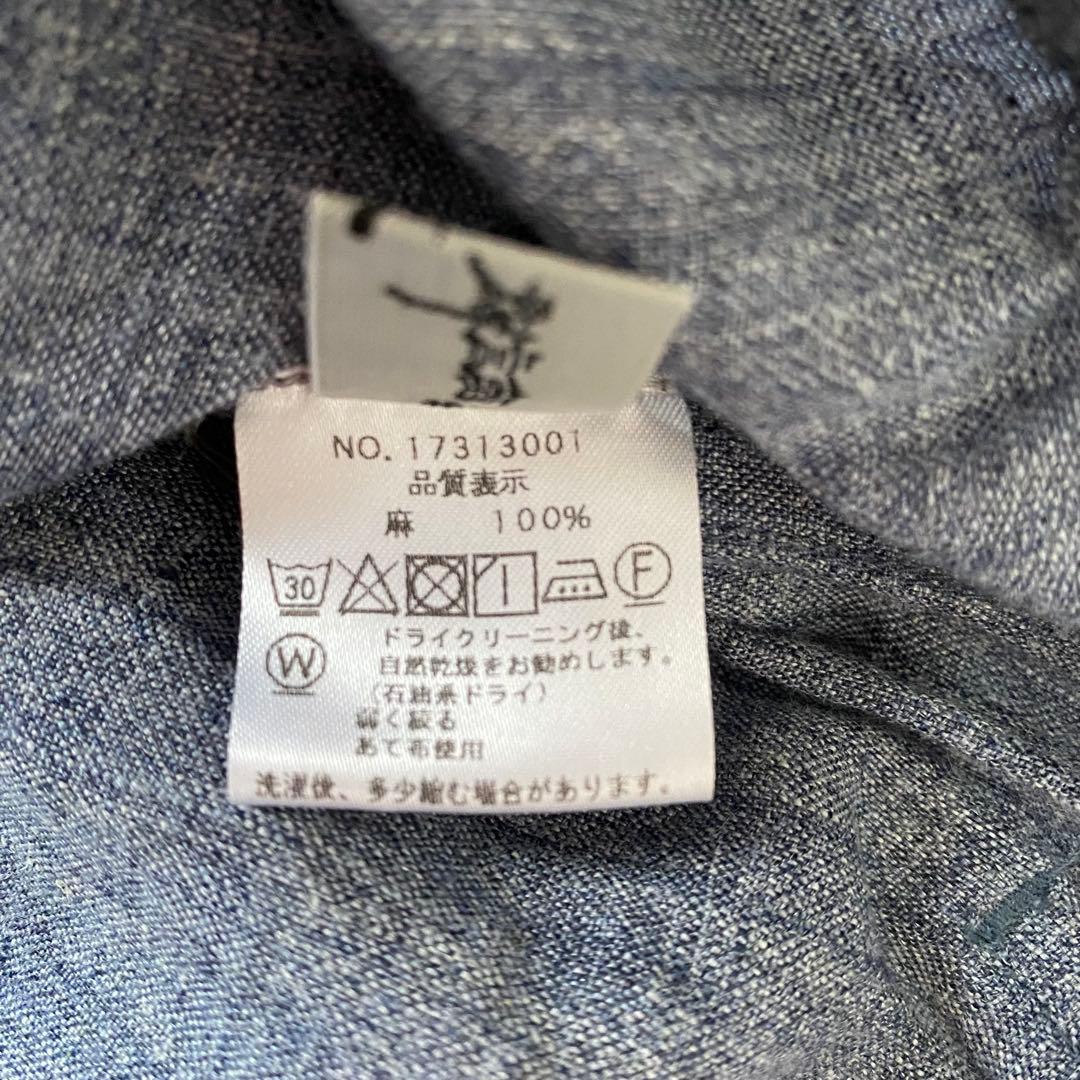 NO. 17313001
品質表示
麻 100%
30 F
W
ドライクリーニング後、
自然乾燥をお勧めします。
(石油系ドライ)
弱く絞る
あて布使用
洗濯後、多少縮む場合があります。